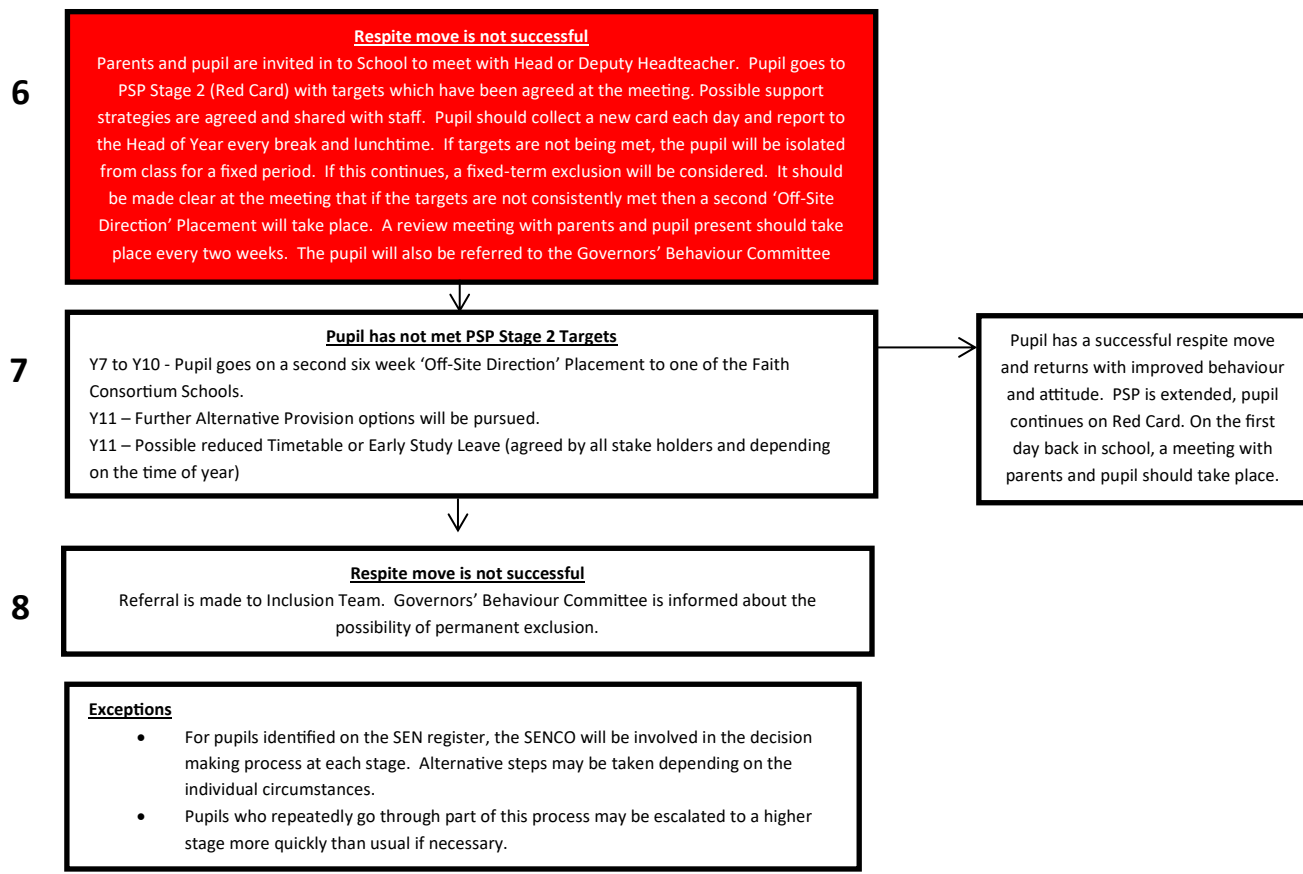 6
Respite move is not successful
Parents and pupil are invited in to School to meet with Head or Deputy Headteacher. Pupil goes to
PSP Stage 2 (Red Card) with targets which have been agreed at the meeting. Possible support
strategies are agreed and shared with staff. Pupil should collect a new card each day and report to
the Head of Year every break and lunchtime. If targets are not being met, the pupil will be isolated
from class for a fixed period. If this continues, a fixed-term exclusion will be considered. It should
be made clear at the meeting that if the targets are not consistently met then a second ‘Off-Site
Direction’ Placement will take place. A review meeting with parents and pupil present should take
place every two weeks. The pupil will also be referred to the Governors’ Behaviour Committee
7
Pupil has not met PSP Stage 2 Targets
Y7 to Y10 - Pupil goes on a second six week ‘Off-Site Direction’ Placement to one of the Faith
Consortium Schools.
Y11 – Further Alternative Provision options will be pursued.
Y11 – Possible reduced Timetable or Early Study Leave (agreed by all stake holders and depending
on the time of year)
Pupil has a successful respite move
and returns with improved behaviour
and attitude. PSP is extended, pupil
continues on Red Card. On the first
day back in school, a meeting with
parents and pupil should take place.
8
Respite move is not successful
Referral is made to Inclusion Team. Governors’ Behaviour Committee is informed about the
possibility of permanent exclusion.
Exceptions
• For pupils identified on the SEN register, the SENCO will be involved in the decision
making process at each stage. Alternative steps may be taken depending on the
individual circumstances.
• Pupils who repeatedly go through part of this process may be escalated to a higher
stage more quickly than usual if necessary.